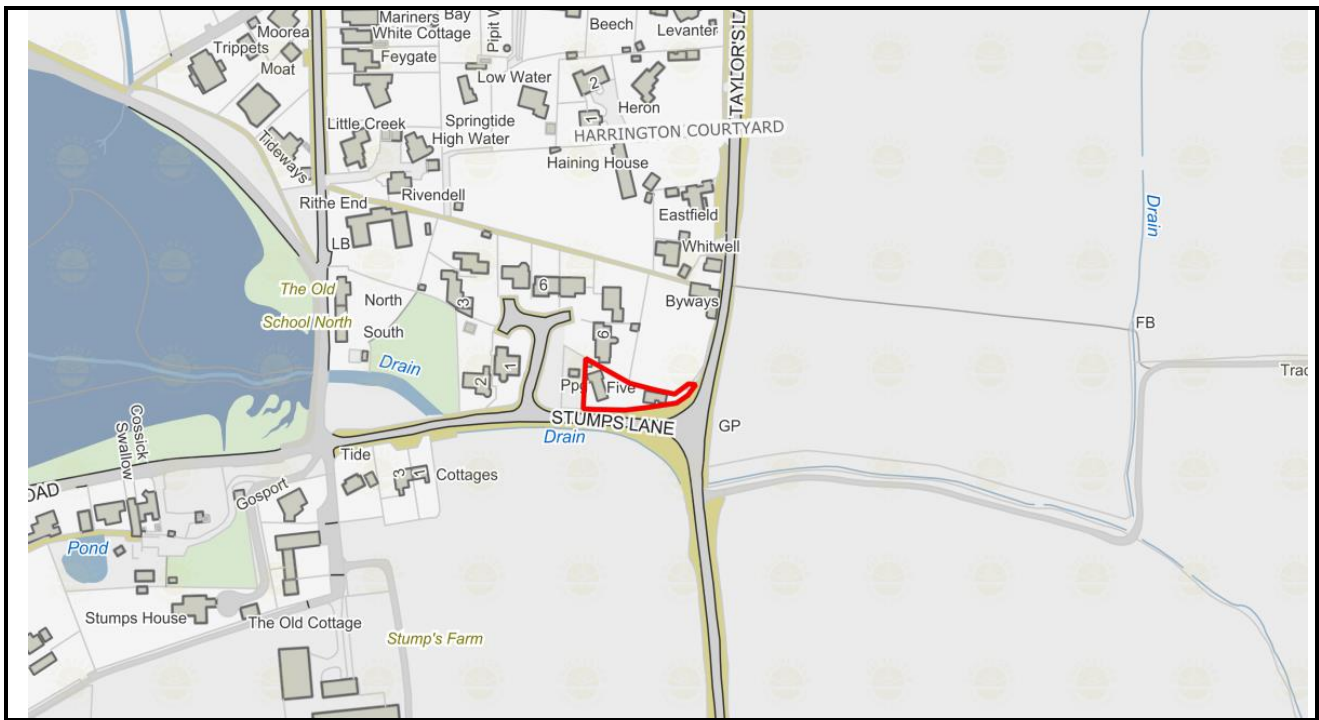 Mariners Bay
Moorea
White Cottage
Beech
Levanter
Trippets
Feygate
Pipit
Moat
Low Water
2
TAYLOR'S
Heron
Little Creek
Springtide
1
High Water
HARRINGTON COURTYARD
Tideways
Haining House
Rivendell
Rithe End
Eastfield
Drain
LB
Whitwell
The Old
6
North
3
Byways
School North
South
6
FB
Drain
1
2
Five
STUMPS LANE
GP
Drain
Cossick
Swallow
Tide
3
1
Cottages
Gosport
Pond
Stumps House
The Old Cottage
Stump's Farm